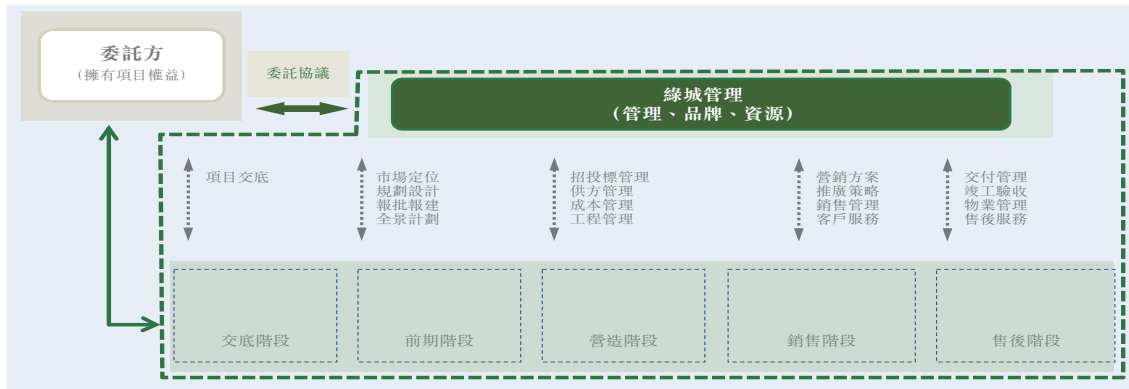 委託方
(擁有項目權益)
委託協議
綠城管理
(管理、品牌、資源)
項目交底
市場定位
規劃設計
報批報建
全景計劃
招投標管理
供方管理
成本管理
工程管理
營銷方案
推廣策略
銷售管理
客戶服務
交付管理
竣工驗收
物業管理
售後服務
交底階段
前期階段
營造階段
銷售階段
售後階段